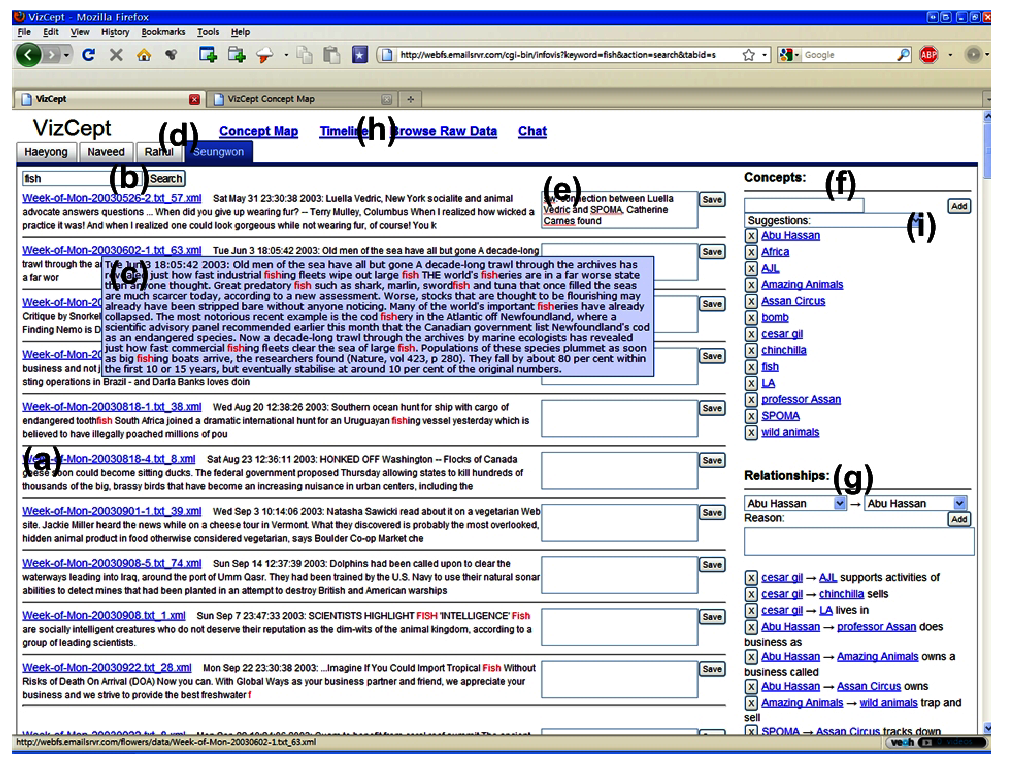 VizCept - Mozilla Firefox
File Edit View History Bookmarks Tools Help
http://webfs.emailsrvr.com/cgi-bin/infovis?keyword=fish&action=search&tabid=s
Google
ABP
VizCept
VizCept Concept Map
VizCept
(d)
Concept Map
Timeline
(h)
Browse Raw Data
Chat
Haeyong
Naveed
Rahul
Seungwon
fish
(b)
Search
Week-of-Mon-20030526-2.txt_57.xml Sat May 31 23:30:38 2003: Luella Vedric, New York s ocialite and animal
advocate answers questions ... When did you give up wearing fur? -- Terry Mulley, Columbus When I realized how wicked a
practice it was! And when I realized one could look gorgeous while not wearing fur, of course! You k
(e)
connection between Luella
Vedric and SPOMA, Catherine
Carnes found
Save
Week-of-Mon-20030602-1.txt_63.xml Tue Jun 3 18:05:42 2003: Old men of the sea have all but gone A decade-long
trawl through the a
a far wor
Save
(c)
Tue Jun 3 18:05:42 2003: Old men of the sea have all but gone A decade-long trawl through the archives has
revealed just how fast industrial fishing fleets wipe out large fish THE world's fisheries are in a far worse state
than anyone thought. Great predatory fish such as shark, marlin, swordfish and tuna that once filled the seas
are much scarcer today, according to a new assessment. Worse, stocks that are thought to be flourishing may
already have been stripped bare without anyone noticing. Many of the world's important fisheries have already
collapsed. The most notorious recent example is the cod fishery in the Atlantic off Newfoundland, where a
scientific advisory panel recommended earlier this month that the Canadian government list Newfoundland's cod
as an endangered species. Now a decade-long trawl through the archives by marine ecologists has revealed
just how fast commercial fishing fleets clear the sea of large fish. Populations of these species plummet as soon
as big fishing boats arrive, the researchers found (Nature, vol 423, p 280). They fall by about 80 per cent within
the first 10 or 15 years, but eventually stabilise at around 10 per cent of the original numbers.
Week-of-Mon-2
Critique by Snorkel
Finding Nemo is D
Save
Week-of-Mon-2
business and not j
sting operations in Brazil - and Darla Banks loves doin
Save
Week-of-Mon-20030818-1.txt_38.xml Wed Aug 20 12:38:26 2003: Southern ocean hunt for ship with cargo of
endangered toothfish South Africa joined a dramatic international hunt for an Uruguayan fishing vessel yesterday which is
believed to have illegally poached millions of pou
Save
(a)
Week-of-Mon-20030818-4.txt_8.xml Sat Aug 23 12:36:11 2003: HONKED OFF Washington -- Flocks of Canada
geese soon could become sitting ducks. The federal government proposed Thursday allowing states to kill hundreds of
thousands of the big, brassy birds that have become an increasing nuisance in urban centers, including the
Save
Week-of-Mon-20030901-1.txt_39.xml Wed Sep 3 10:14:06 2003: Natasha Sawicki read about it on a vegetarian Web
site. Jackie Miller heard the news while on a cheese tour in Vermont. What they discovered is probably the most overlooked,
hidden animal product in food otherwise considered vegetarian, says Boulder Co-op Market che
Save
Week-of-Mon-20030908-5.txt_74.xml Sun Sep 14 12:37:39 2003: Dolphins had been called upon to clear the
waterways leading into Iraq, around the port of Umm Qasr. They had been trained by the U.S. Navy to use their natural sonar
abilities to detect mines that had been planted in an attempt to destroy British and American warships
Save
Week-of-Mon-20030908.txt_1.xml Sun Sep 7 23:47:33 2003: SCIENTISTS HIGHLIGHT FISH 'INTELLIGENCE' Fish
are socially intelligent creatures who do not deserve their reputation as the dim-wits of the animal kingdom, according to a
group of leading scientists.
Save
Week-of-Mon-20030922.txt_28.xml Mon Sep 22 23:30:38 2003: ...Imagine If You Could Import Tropical Fish Without
Risks of Death On Arrival (DOA) Now you can. With Global Ways as your business partner and friend, we appreciate your
business and we strive to provide the best freshwater f
Save
Concepts:
(f)
Add
Suggestions:
(i)
X Abu Hassan
X Africa
X AJL
X Amazing Animals
X Assan Circus
X bomb
X cesar gil
X chinchilla
X fish
X LA
X professor Assan
X SPOMA
X wild animals
Relationships:
(g)
Abu Hassan → Abu Hassan
Reason:
Add
X cesar gil → AJL supports activities of
X cesar gil → chinchilla sells
X cesar gil → LA lives in
X Abu Hassan → professor Assan does
business as
X Abu Hassan → Amazing Animals owns a
business called
X Abu Hassan → Assan Circus owns
X Amazing Animals → wild animals trap and
sell
X SPOMA → Assan Circus tracks down
http://webfs.emailsrvr.com/flowers/data/Week-of-Mon-20030602-1.txt_63.xml
veoh